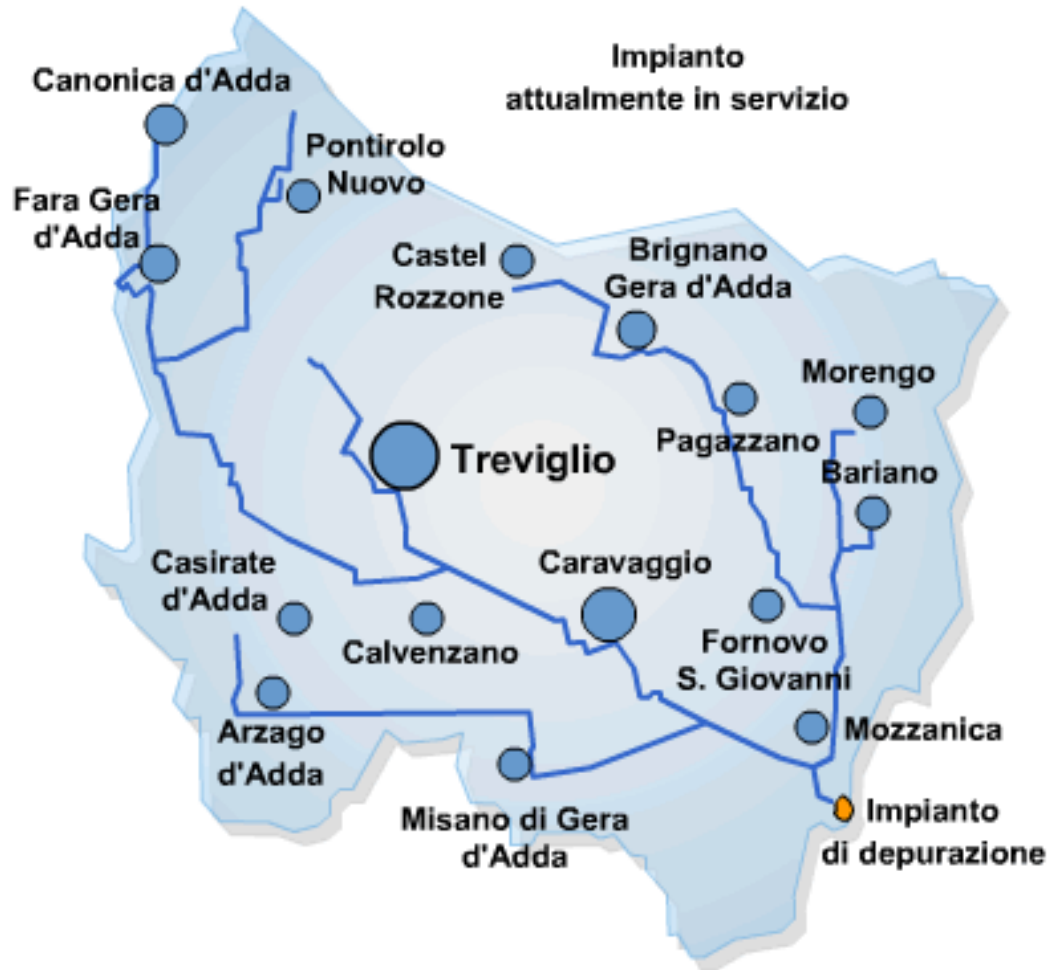 Impianto
attualmente in servizio
Canonica d'Adda
Pontirolo
Nuovo
Fara Gera
d'Adda
Castel
Rozzone
Brignano
Gera d'Adda
Morengo
Pagazzano
Bariano
Treviglio
Casirate
d'Adda
Caravaggio
Calvenzano
Fornovo
S. Giovanni
Arzago
d'Adda
Mozzanica
Misano di Gera
d'Adda
Impianto
di depurazione